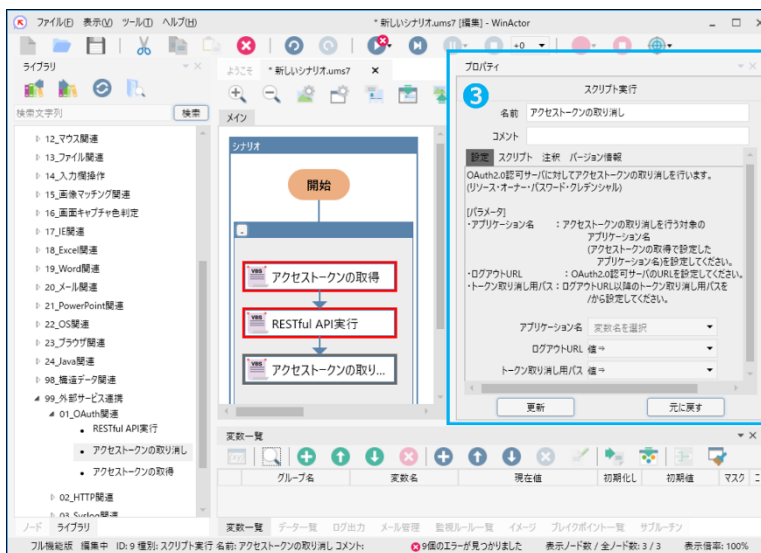 ファイル(F) 表示(V) ツール(T) ヘルプ(H)
* 新しいシナリオ.ums7 [編集] - WinActor
+0
ライブラリ
検索文字列
検索
12_マウス関連
13_ファイル関連
14_入力欄操作
15_画像マッチング関連
16_画面キャプチャ色判定
17_IE関連
18_Excel関連
19_Word関連
20_メール関連
21_PowerPoint関連
22_OS関連
23_ブラウザ関連
24_Java関連
98_構造データ関連
99_外部サービス連携
01_OAuth関連
RESTful API実行
アクセストークンの取り消し
アクセストークンの取得
02_HTTP関連
03_Syslog関連
ノード ライブラリ
ようこそ * 新しいシナリオ.ums7
メイン
シナリオ
開始
VBS アクセストークンの取得
VBS RESTful API実行
VBS アクセストークンの取り...
プロパティ
3
スクリプト実行
名前 アクセストークンの取り消し
コメント
設定 スクリプト 注釈 バージョン情報
OAuth2.0認可サーバに対してアクセストークンの取り消しを行います。
(リソース・オーナー・パスワード・クレデンシャル)
[パラメータ]
・アプリケーション名 : アクセストークンの取り消しを行う対象の
アプリケーション名
(アクセストークンの取得で設定した
アプリケーション名)を設定してください。
・ログアウトURL : OAuth2.0認可サーバのURLを設定してください。
・トークン取り消し用パス : ログアウトURL以降のトークン取り消し用パスを
/から設定してください。
アプリケーション名 変数名を選択
ログアウトURL 値⇒
トークン取り消し用パス 値⇒
更新
元に戻す
変数一覧
グループ名 変数名 現在値 初期化し 初期値 マスク
変数一覧 データ一覧 ログ出力 メール管理 監視ルール一覧 イメージ ブレイクポイント一覧 サブルーチン
フル機能版 編集中 ID: 9 種別: スクリプト実行 名前: アクセストークンの取り消し コメント: 9個のエラーが見つかりました 表示ノード数 / 全ノード数: 3 / 3 表示倍率: 100%